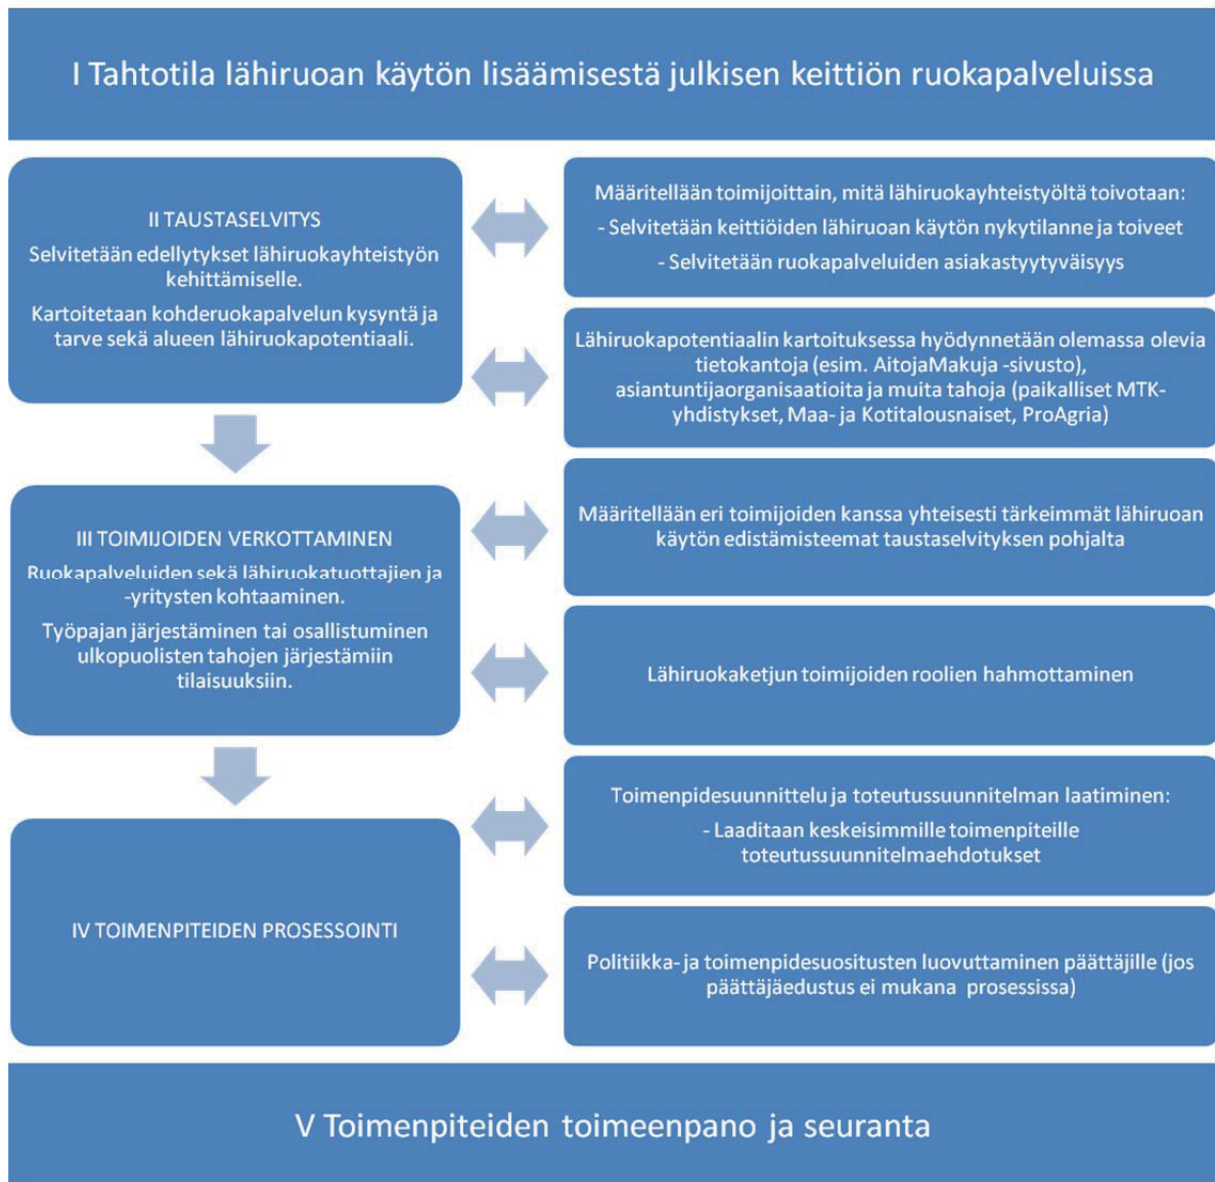 I Tahtotila lähiruoan käytön lisäämisestä julkisen keittiön ruokapalveluissa
II TAUSTASELVITYS
Selvitetään edellytykset lähiruokayhteistyön
kehittämiselle.
Kartoitetaan kohderuokapalvelun kysyntä ja
tarve sekä alueen lähiruokapotentiaali.
Määritellään toimijoittain, mitä lähiruokayhteistyöltä toivotaan:
- Selvitetään keittiöiden lähiruoan käytön nykytilanne ja toiveet
- Selvitetään ruokapalveluiden asiakastyytyväisyys
Lähiruokapotentiaalin kartoituksessa hyödynnetään olemassa olevia
tietokantoja (esim. AitojaMakuja -sivusto),
asiantuntijaorganisaatioita ja muita tahoja (paikalliset MTK-
yhdistykset, Maa- ja Kotitalousnaiset, ProAgria)
III TOIMIJOIDEN VERKOTTAMINEN
Ruokapalveluiden sekä lähiruokatuottajien ja
-yritysten kohtaaminen.
Työpajan järjestäminen tai osallistuminen
ulkopuolisten tahojen järjestämiin
tilaisuuksiin.
Määritellään eri toimijoiden kanssa yhteisesti tärkeimmät lähiruoan
käytön edistämisteemat taustaselvityksen pohjalta
Lähiruokaketjun toimijoiden roolien hahmottaminen
IV TOIMENPITEIDEN PROSESSOINTI
Toimenpidesuunnittelu ja toteutussuunnitelman laatiminen:
- Laaditaan keskeisimmille toimenpiteille
toteutussuunnitelmaehdotukset
Politiikka- ja toimenpidesuositusten luovuttaminen päättäjille (jos
päättäjäedustus ei mukana prosessissa)
V Toimenpiteiden toimeenpano ja seuranta